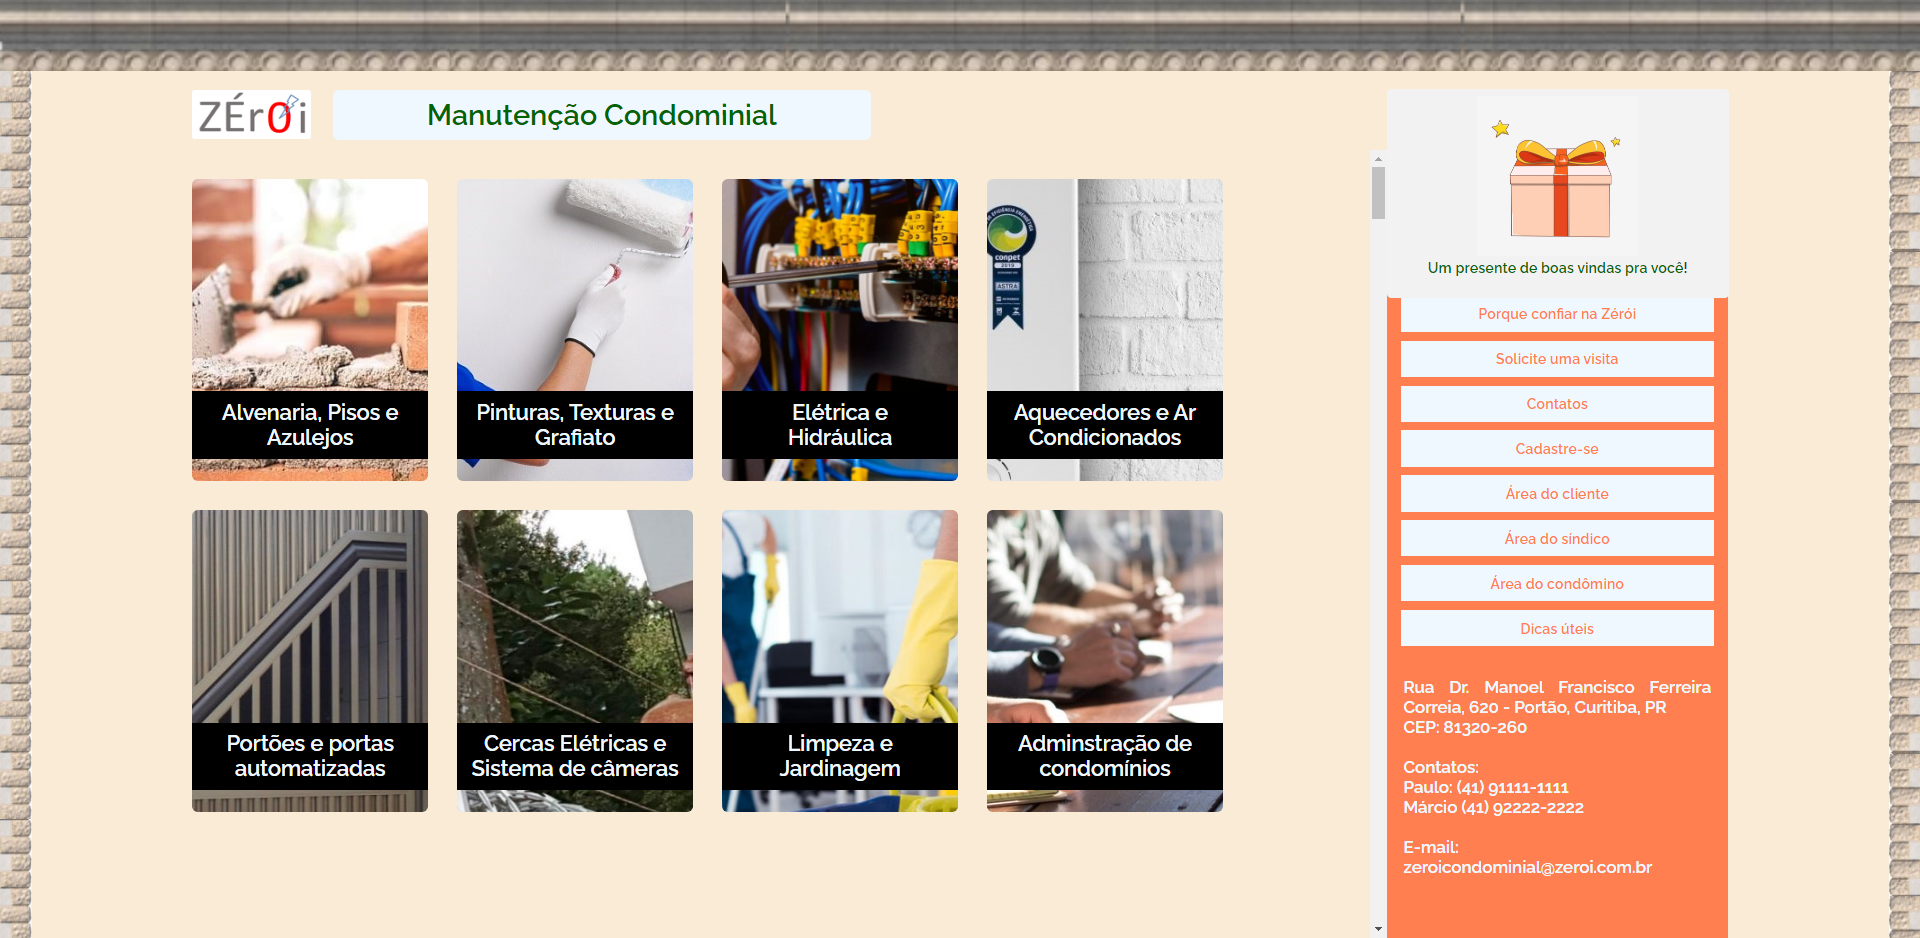 ZÉr0i
Manutenção Condominial
Um presente de boas vindas pra você!
conpet
ASTRA
Alvenaria, Pisos e
Azulejos
Pinturas, Texturas e
Grafiato
Elétrica e
Hidráulica
Aquecedores e Ar
Condicionados
Portões e portas
automatizadas
Cercas Elétricas e
Sistema de câmeras
Limpeza e
Jardinagem
Adminstração de
condomínios
Porque confiar na Zérói
Solicite uma visita
Contatos
Cadastre-se
Área do cliente
Área do síndico
Área do condômino
Dicas úteis
Rua Dr. Manoel Francisco Ferreira
Correia, 620 - Portão, Curitiba, PR
CEP: 81320-260
Contatos:
Paulo: (41) 91111-1111
Márcio (41) 92222-2222
E-mail:
zeroicondominial@zeroi.com.br